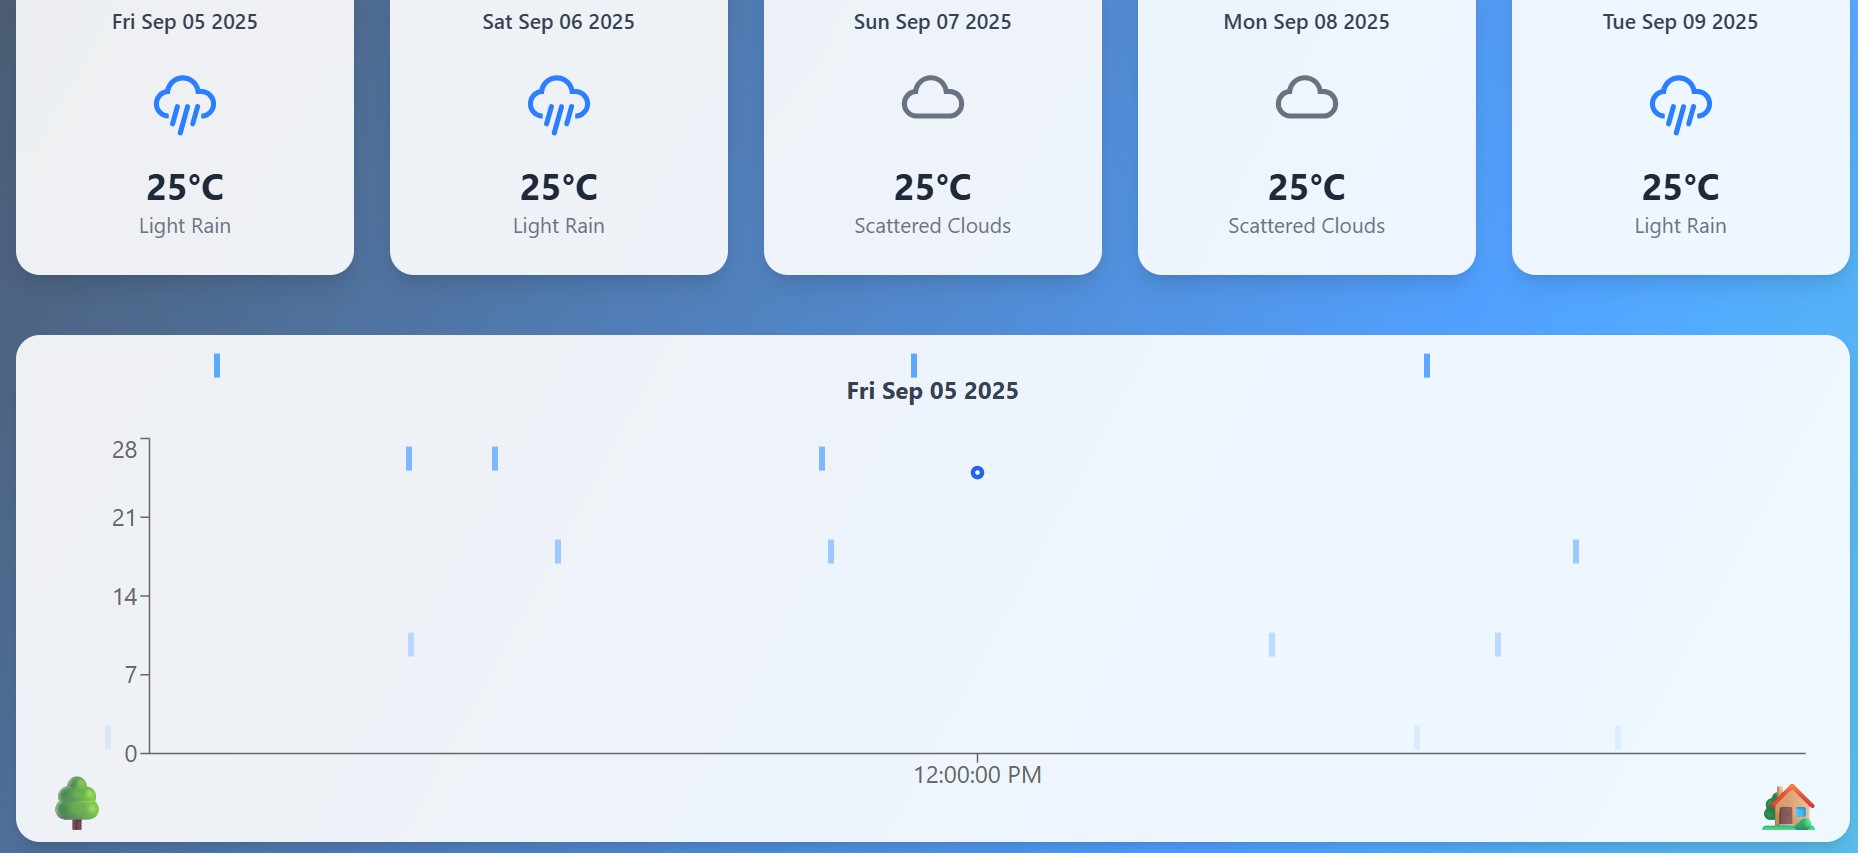 Fri Sep 05 2025
25°C
Light Rain
Sat Sep 06 2025
25°C
Light Rain
Sun Sep 07 2025
25°C
Scattered Clouds
Mon Sep 08 2025
25°C
Scattered Clouds
Tue Sep 09 2025
25°C
Light Rain
Fri Sep 05 2025
28
21
14
7
0
12:00:00 PM